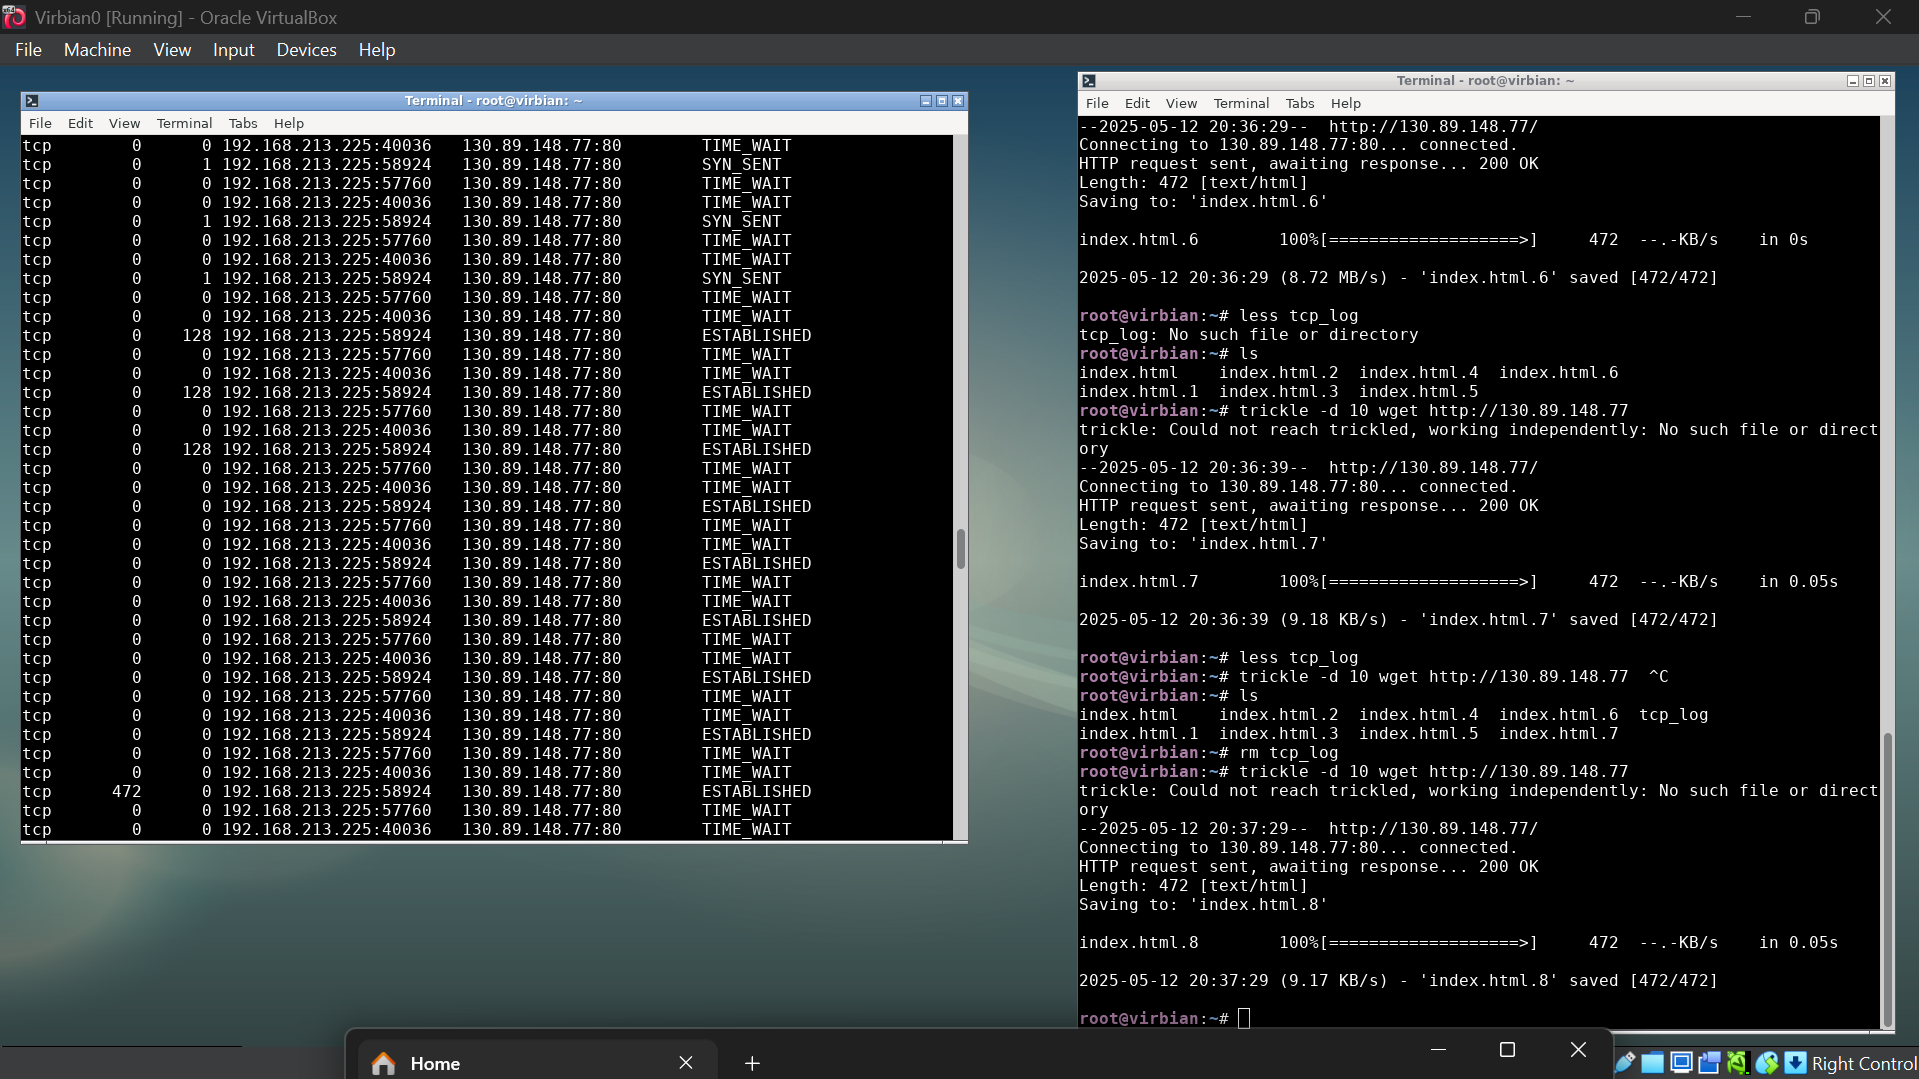 Virbian0 [Running] - Oracle VirtualBox
File Machine View Input Devices Help
Terminal - root@virbian: ~
File Edit View Terminal Tabs Help
tcp 0 0 192.168.213.225:40036 130.89.148.77:80 TIME_WAIT
tcp 0 1 192.168.213.225:58924 130.89.148.77:80 SYN_SENT
tcp 0 0 192.168.213.225:57760 130.89.148.77:80 TIME_WAIT
tcp 0 0 192.168.213.225:40036 130.89.148.77:80 TIME_WAIT
tcp 0 1 192.168.213.225:58924 130.89.148.77:80 SYN_SENT
tcp 0 0 192.168.213.225:57760 130.89.148.77:80 TIME_WAIT
tcp 0 0 192.168.213.225:40036 130.89.148.77:80 TIME_WAIT
tcp 0 1 192.168.213.225:58924 130.89.148.77:80 SYN_SENT
tcp 0 0 192.168.213.225:57760 130.89.148.77:80 TIME_WAIT
tcp 0 0 192.168.213.225:40036 130.89.148.77:80 TIME_WAIT
tcp 0 128 192.168.213.225:58924 130.89.148.77:80 ESTABLISHED
tcp 0 0 192.168.213.225:57760 130.89.148.77:80 TIME_WAIT
tcp 0 0 192.168.213.225:40036 130.89.148.77:80 TIME_WAIT
tcp 0 128 192.168.213.225:58924 130.89.148.77:80 ESTABLISHED
tcp 0 0 192.168.213.225:57760 130.89.148.77:80 TIME_WAIT
tcp 0 0 192.168.213.225:40036 130.89.148.77:80 TIME_WAIT
tcp 0 128 192.168.213.225:58924 130.89.148.77:80 ESTABLISHED
tcp 0 0 192.168.213.225:57760 130.89.148.77:80 TIME_WAIT
tcp 0 0 192.168.213.225:40036 130.89.148.77:80 TIME_WAIT
tcp 0 0 192.168.213.225:58924 130.89.148.77:80 ESTABLISHED
tcp 0 0 192.168.213.225:57760 130.89.148.77:80 TIME_WAIT
tcp 0 0 192.168.213.225:40036 130.89.148.77:80 TIME_WAIT
tcp 0 0 192.168.213.225:58924 130.89.148.77:80 ESTABLISHED
tcp 0 0 192.168.213.225:57760 130.89.148.77:80 TIME_WAIT
tcp 0 0 192.168.213.225:40036 130.89.148.77:80 TIME_WAIT
tcp 0 0 192.168.213.225:58924 130.89.148.77:80 ESTABLISHED
tcp 0 0 192.168.213.225:57760 130.89.148.77:80 TIME_WAIT
tcp 0 0 192.168.213.225:40036 130.89.148.77:80 TIME_WAIT
tcp 0 0 192.168.213.225:58924 130.89.148.77:80 ESTABLISHED
tcp 0 0 192.168.213.225:57760 130.89.148.77:80 TIME_WAIT
tcp 0 0 192.168.213.225:40036 130.89.148.77:80 TIME_WAIT
tcp 0 0 192.168.213.225:58924 130.89.148.77:80 ESTABLISHED
tcp 0 0 192.168.213.225:57760 130.89.148.77:80 TIME_WAIT
tcp 0 0 192.168.213.225:40036 130.89.148.77:80 TIME_WAIT
tcp 472 0 192.168.213.225:58924 130.89.148.77:80 ESTABLISHED
tcp 0 0 192.168.213.225:57760 130.89.148.77:80 TIME_WAIT
tcp 0 0 192.168.213.225:40036 130.89.148.77:80 TIME_WAIT
Terminal - root@virbian: ~
File Edit View Terminal Tabs Help
--2025-05-12 20:36:29-- http://130.89.148.77/
Connecting to 130.89.148.77:80... connected.
HTTP request sent, awaiting response... 200 OK
Length: 472 [text/html]
Saving to: 'index.html.6'
index.html.6 100%[===================>] 472 --.-KB/s in 0s
2025-05-12 20:36:29 (8.72 MB/s) - 'index.html.6' saved [472/472]
root@virbian:~# less tcp_log
tcp_log: No such file or directory
root@virbian:~# ls
index.html index.html.2 index.html.4 index.html.6
index.html.1 index.html.3 index.html.5
root@virbian:~# trickle -d 10 wget http://130.89.148.77
trickle: Could not reach trickled, working independently: No such file or direct
ory
--2025-05-12 20:36:39-- http://130.89.148.77/
Connecting to 130.89.148.77:80... connected.
HTTP request sent, awaiting response... 200 OK
Length: 472 [text/html]
Saving to: 'index.html.7'
index.html.7 100%[===================>] 472 --.-KB/s in 0.05s
2025-05-12 20:36:39 (9.18 KB/s) - 'index.html.7' saved [472/472]
root@virbian:~# less tcp_log
root@virbian:~# trickle -d 10 wget http://130.89.148.77 ^C
root@virbian:~# ls
index.html index.html.2 index.html.4 index.html.6 tcp_log
index.html.1 index.html.3 index.html.5 index.html.7
root@virbian:~# rm tcp_log
root@virbian:~# trickle -d 10 wget http://130.89.148.77
trickle: Could not reach trickled, working independently: No such file or direct
ory
--2025-05-12 20:37:29-- http://130.89.148.77/
Connecting to 130.89.148.77:80... connected.
HTTP request sent, awaiting response... 200 OK
Length: 472 [text/html]
Saving to: 'index.html.8'
index.html.8 100%[===================>] 472 --.-KB/s in 0.05s
2025-05-12 20:37:29 (9.17 KB/s) - 'index.html.8' saved [472/472]
root@virbian:~#
Home
Right Control